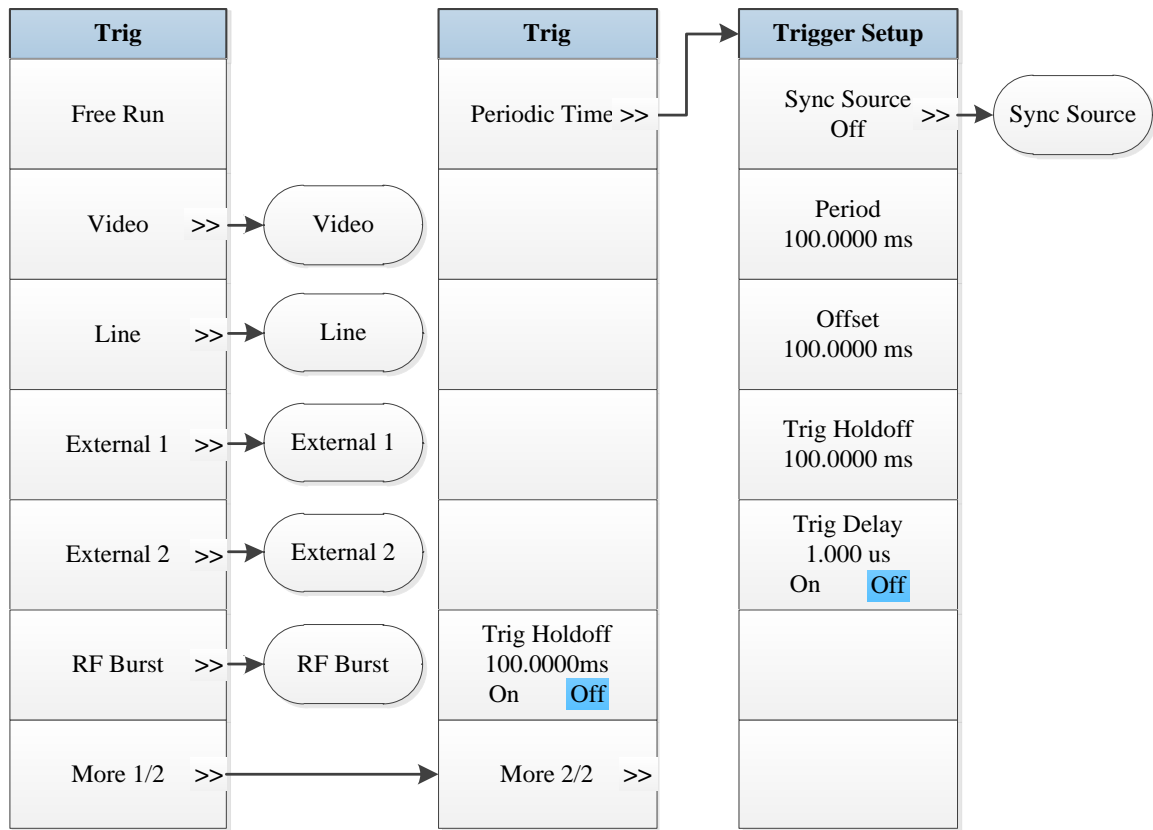 Trig
Free Run
Video >>
Video
Line >>
Line
External 1 >>
External 1
External 2 >>
External 2
RF Burst >>
RF Burst
More 1/2 >>
Trig
Periodic Time >>
Trig Holdoff
100.0000ms
On Off
More 2/2 >>
Trigger Setup
Sync Source
Off >>
Sync Source
Period
100.0000 ms
Offset
100.0000 ms
Trig Holdoff
100.0000 ms
Trig Delay
1.000 us
On Off